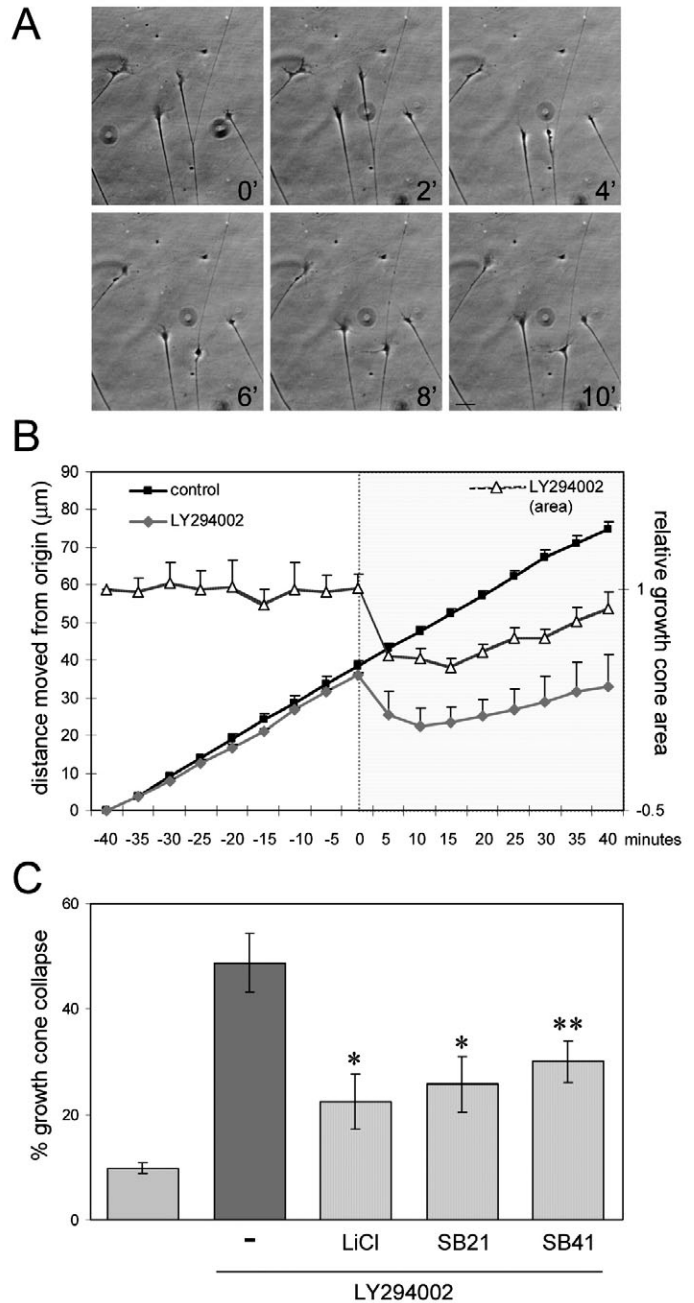 A
0’
2’
4’
6’
8’
10’
B
distance moved from origin (μm)
90
80
70
60
50
40
30
20
10
0
control
LY294002
LY294002
(area)
relative growth cone area
1
-0.5
-40 -35 -30 -25 -20 -15 -10 -5 0 5 10 15 20 25 30 35 40 minutes
C
% growth cone collapse
60
40
20
0
* * **
- LiCl SB21 SB41
LY294002